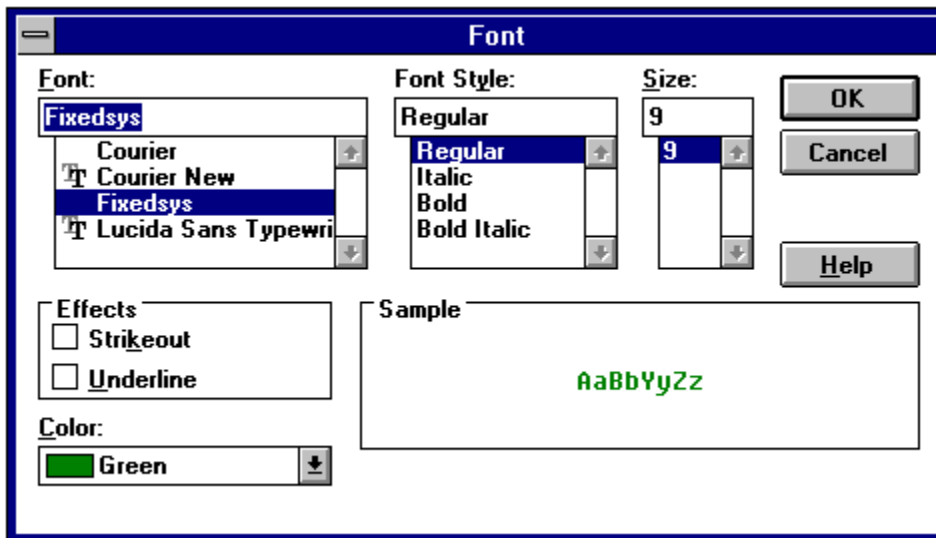 Font
Font:
Fixedsys
Courier
Courier New
Fixedsys
Lucida Sans Typewri
Font Style:
Regular
Regular
Italic
Bold
Bold Italic
Size:
9
9
OK
Cancel
Help
Effects
Strikeout
Underline
Color:
Green
Sample
AaBbYyZz